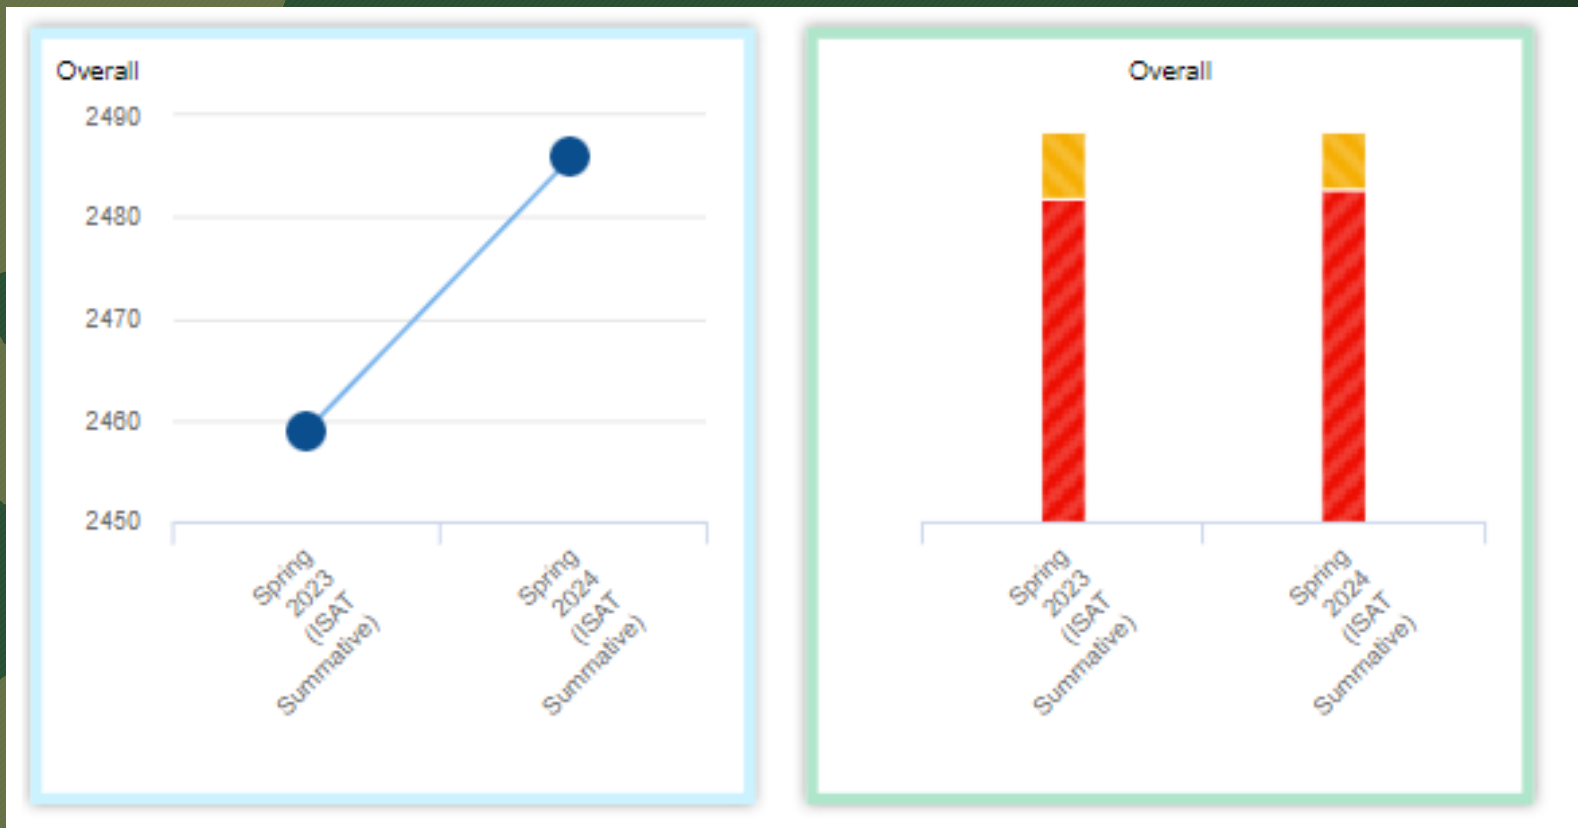 Overall
2490
2480
2470
2460
2450
Spring
2023
(ISAT
Summative)
Spring
2024
(ISAT
Summative)
Overall
Spring
2023
(ISAT
Summative)
Spring
2024
(ISAT
Summative)